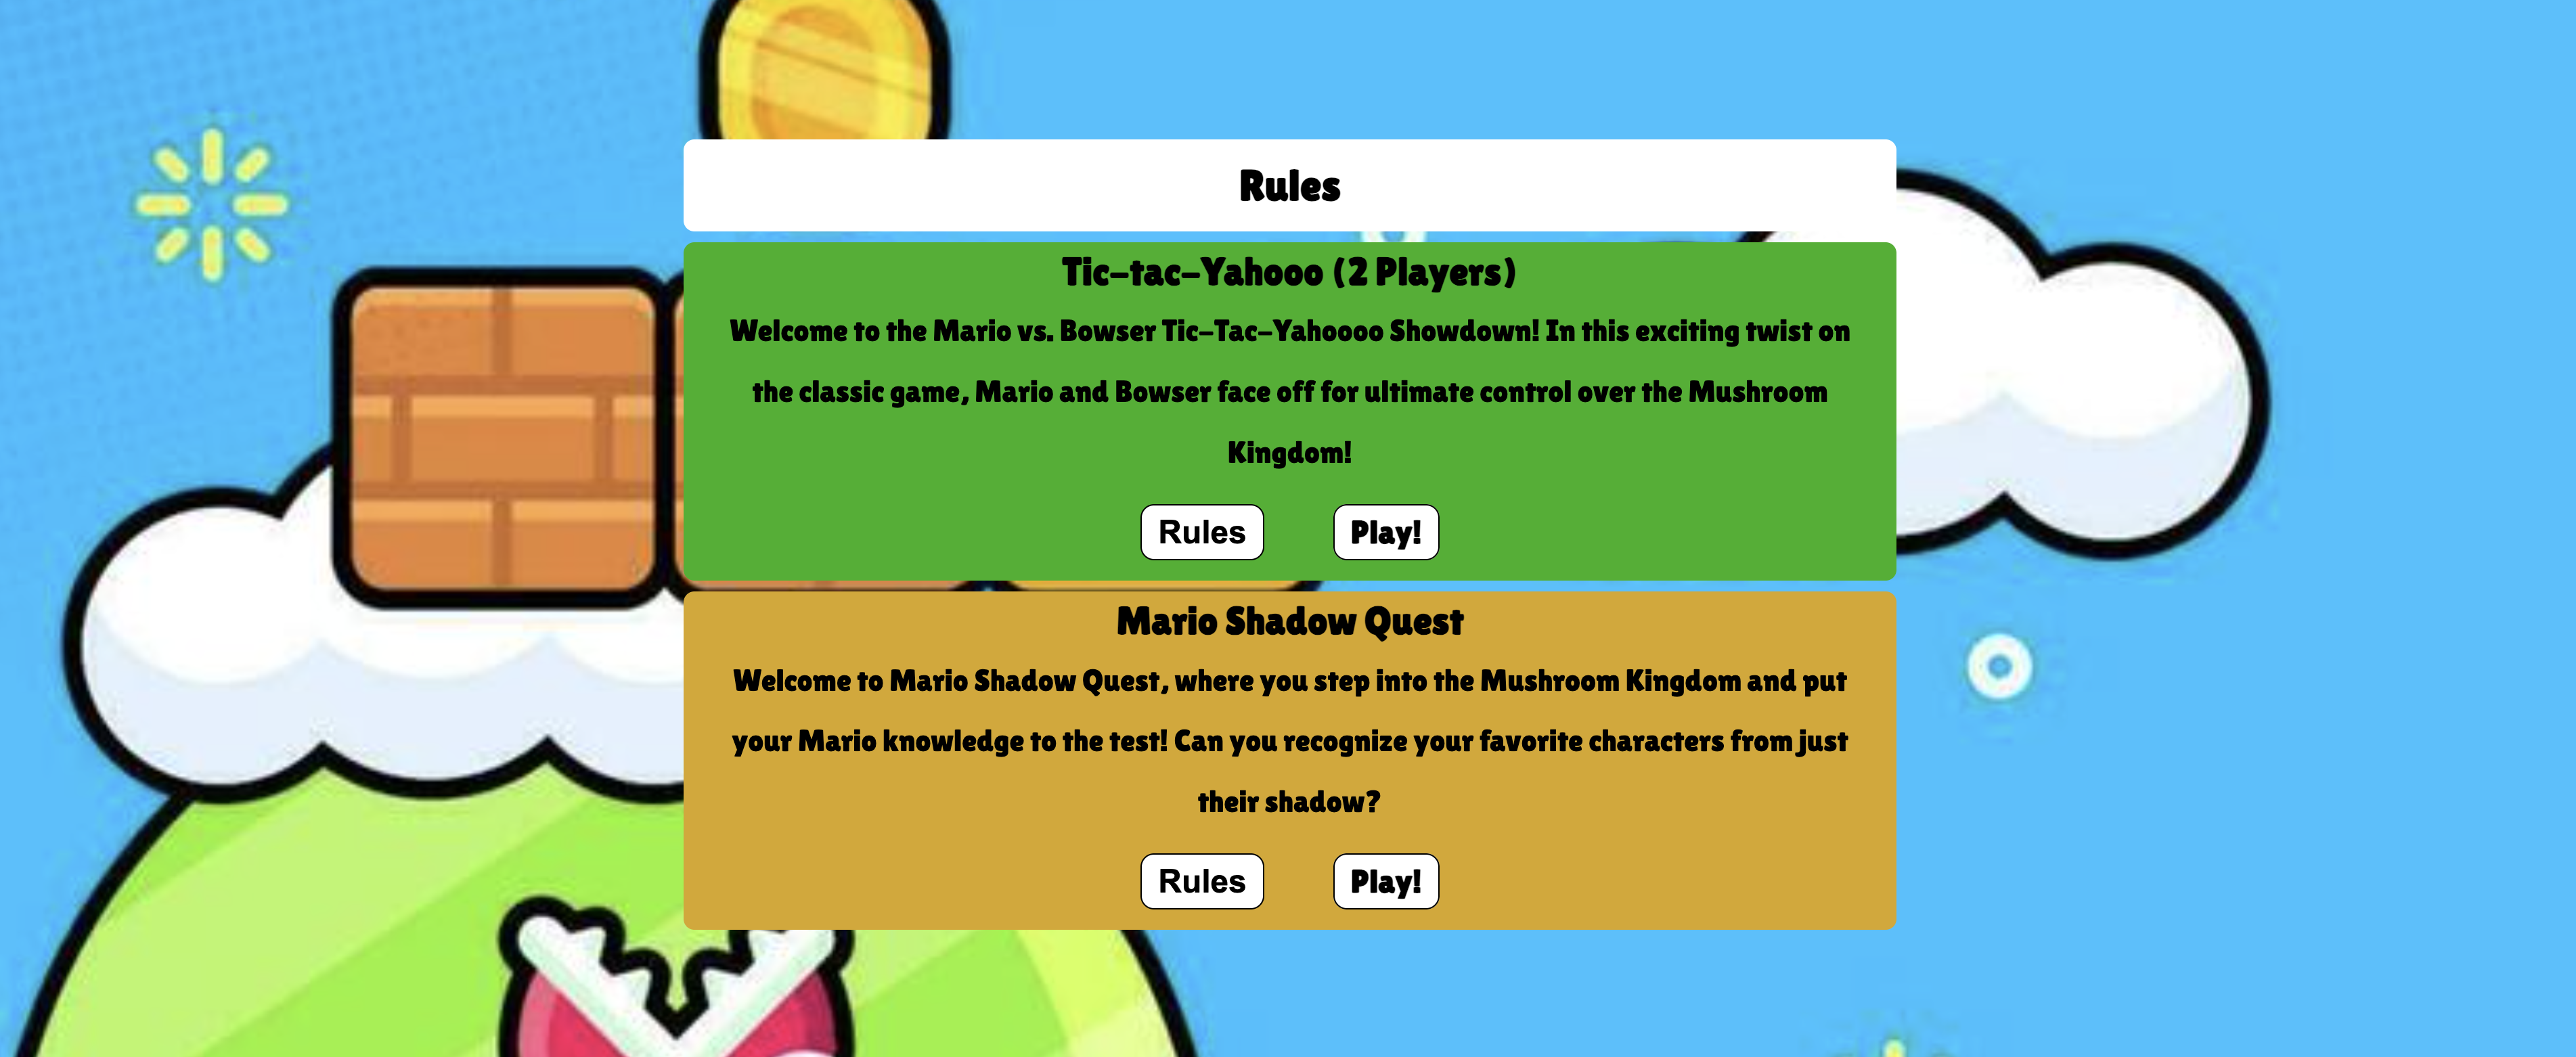 Rules
Tic-tac-Yahooo (2 Players)
Welcome to the Mario vs. Bowser Tic-Tac-Yahoooo Showdown! In this exciting twist on
the classic game, Mario and Bowser face off for ultimate control over the Mushroom
Kingdom!
Rules Play!
Mario Shadow Quest
Welcome to Mario Shadow Quest, where you step into the Mushroom Kingdom and put
your Mario knowledge to the test! Can you recognize your favorite characters from just
their shadow?
Rules Play!